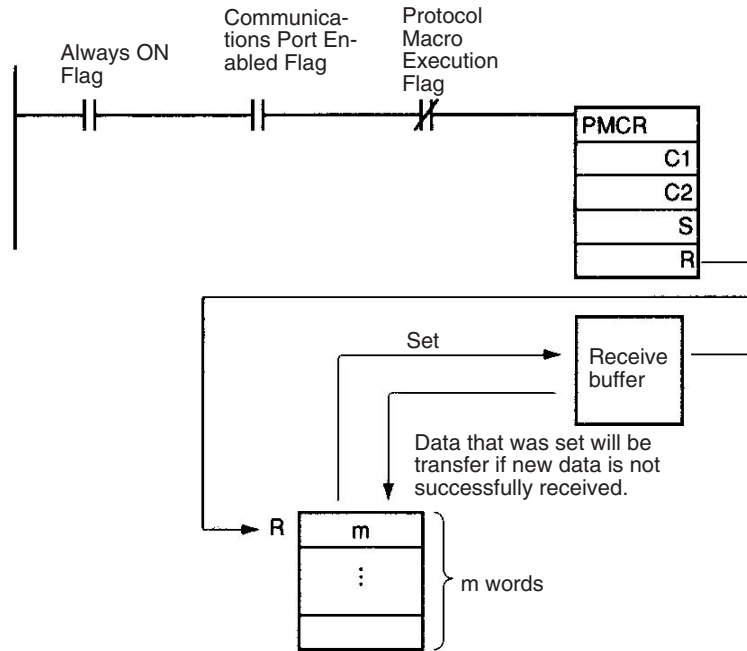 Always ON
Flag
Communica-
tions Port En-
abled Flag
Protocol
Macro
Execution
Flag
PMCR
C1
C2
S
R
Set
Receive
buffer
Data that was set will be
transfer if new data is not
successfully received.
R
m
⋮
m words